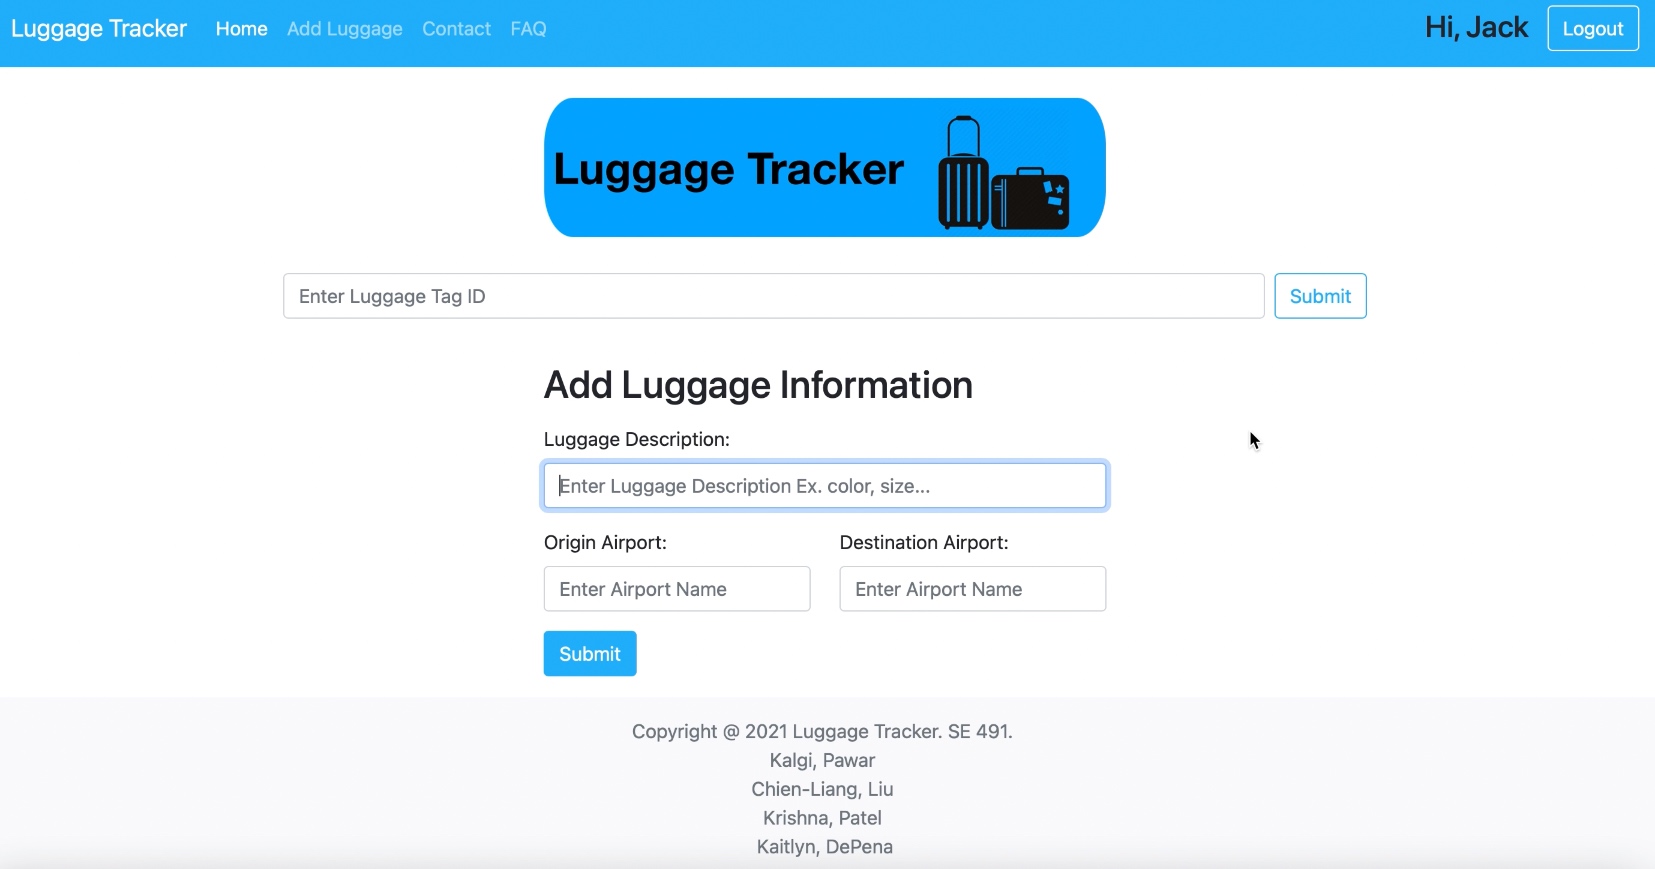 Luggage Tracker Home Add Luggage Contact FAQ Hi, Jack Logout
Luggage Tracker
Enter Luggage Tag ID Submit
Add Luggage Information
Luggage Description:
Enter Luggage Description Ex. color, size...
Origin Airport: Destination Airport:
Enter Airport Name Enter Airport Name
Submit
Copyright @ 2021 Luggage Tracker. SE 491.
Kalgi, Pawar
Chien-Liang, Liu
Krishna, Patel
Kaitlyn, DePena